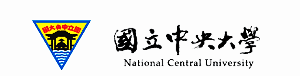 國立中央大學
National Central University